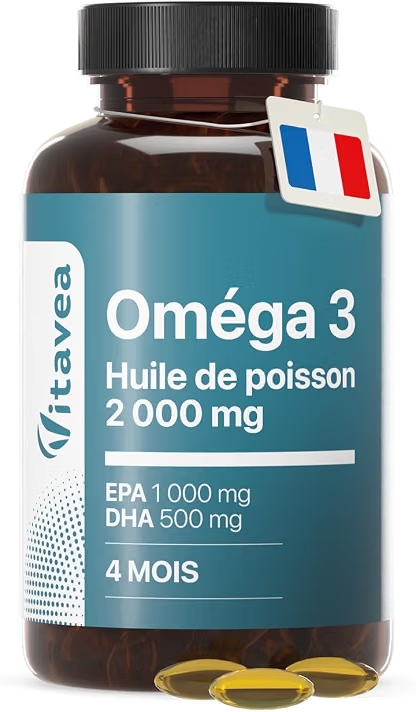 Vitavea
Oméga 3
Huile de poisson
2 000 mg
EPA 1 000 mg
DHA 500 mg
4 MOIS